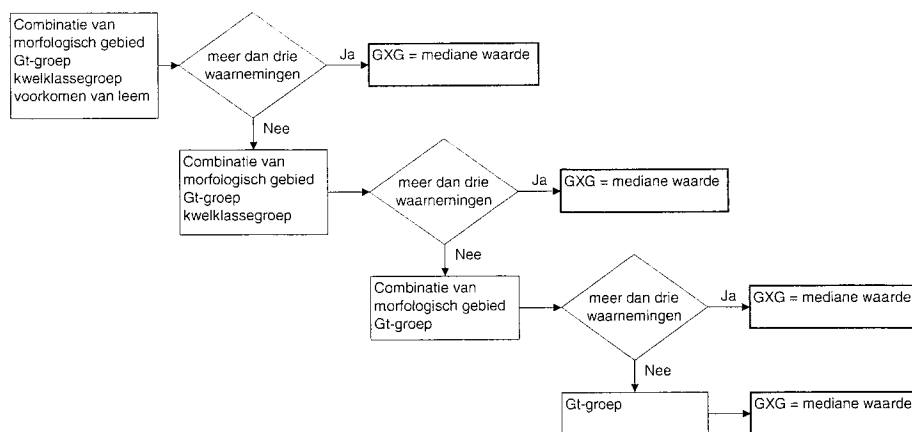 Combinatie van
morfologisch gebied
Gt-groep
kwelklassegroep
voorkomen van leem
meer dan drie
waarnemingen
Ja
GXG = mediane waarde
Nee
Combinatie van
morfologisch gebied
Gt-groep
kwelklassegroep
meer dan drie
waarnemingen
Ja
GXG = mediane waarde
Nee
Combinatie van
morfologisch gebied
Gt-groep
meer dan drie
waarnemingen
Ja
GXG = mediane waarde
Nee
Gt-groep
GXG = mediane waarde